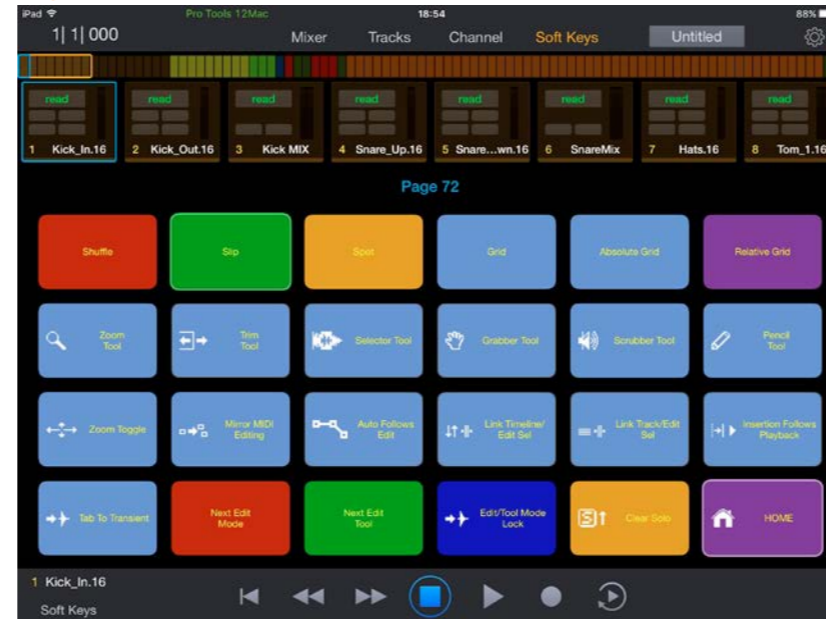 iPad Pro Tools 12Mac 18:54 88%
1| 1| 000 Mixer Tracks Channel Soft Keys Untitled
read read read read read read read read
1 Kick_In.16 2 Kick_Out.16 3 Kick MIX 4 Snare_Up.16 5 Snare...wn.16 6 SnareMix 7 Hats.16 8 Tom_1.16
Page 72
Shuffle Slip Spot Grid Absolute Grid Relative Grid
Zoom Tool
Trim Tool
Selector Tool
Grabber Tool
Scrubber Tool
Pencil Tool
Zoom Toggle
Mirror MIDI
Editing
Auto Follows
Edit
Link Timeline/
Edit Sel
Link Track/Edit
Sel
Insertion Follows
Playback
Tab To Transient
Next Edit
Mode
Next Edit
Tool
Edit/Tool Mode
Lock
S Clear Solo
HOME
1 Kick_In.16
Soft Keys